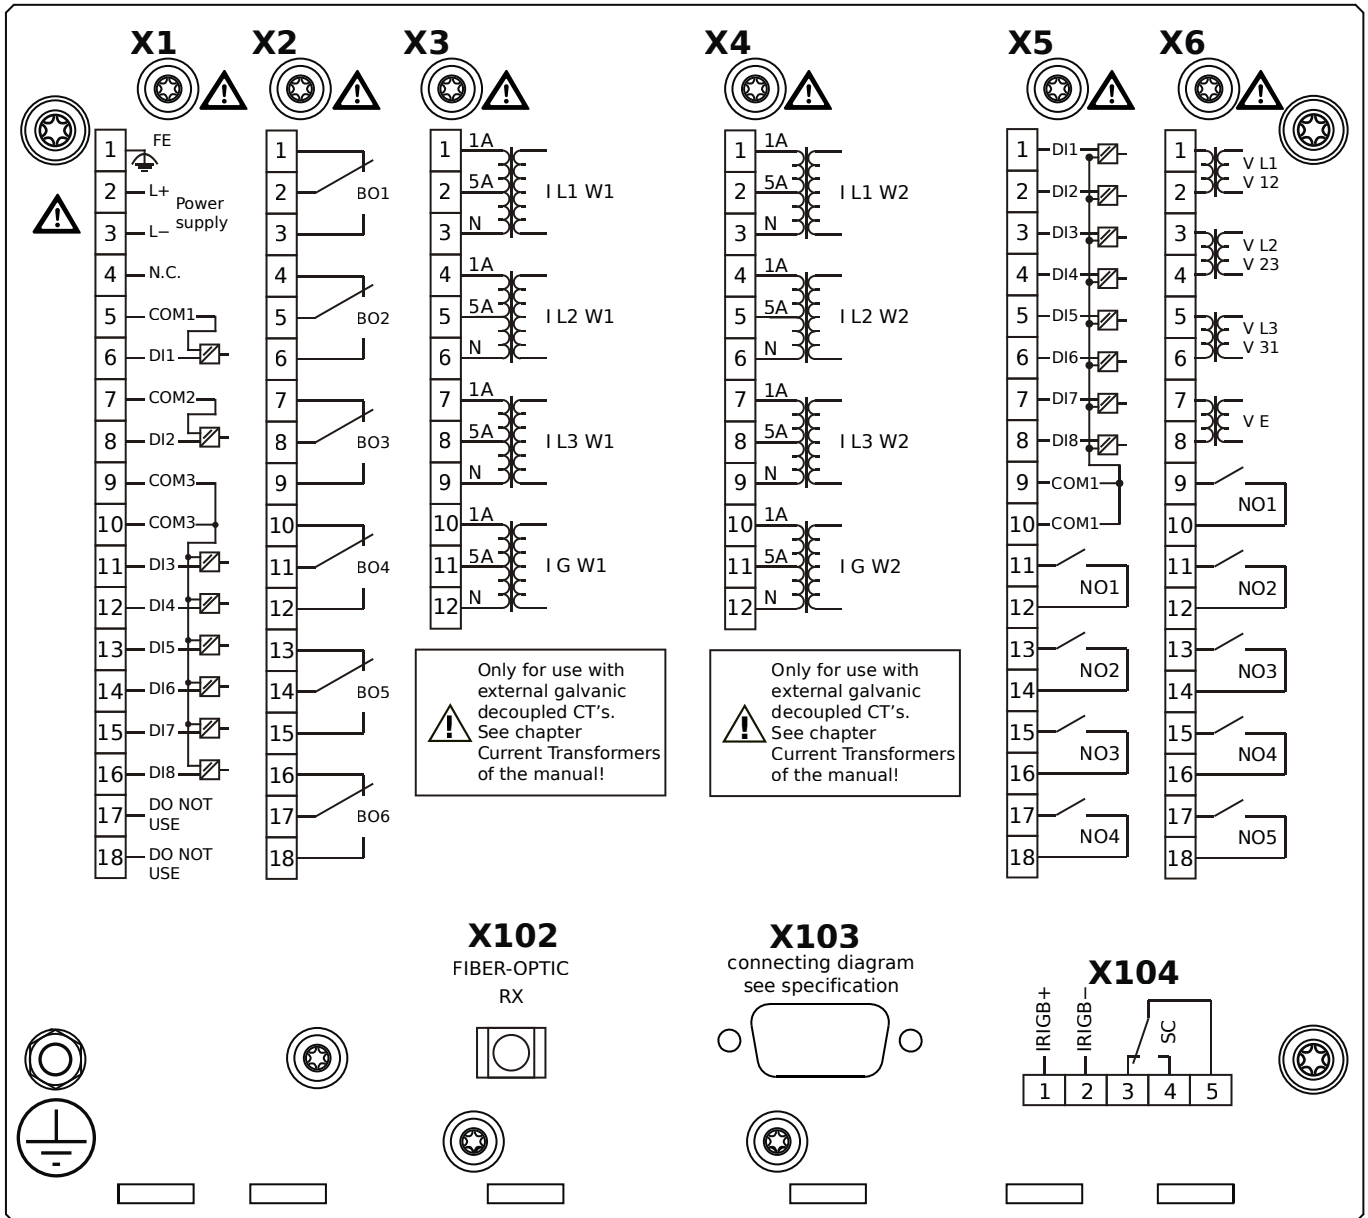 X1
1 FE
2 L+ Power supply
3 L−
4 N.C.
5 COM1
6 DI1
7 COM2
8 DI2
9 COM3
10 COM3
11 DI3
12 DI4
13 DI5
14 DI6
15 DI7
16 DI8
17 DO NOT
USE
18 DO NOT
USE
X2
1
2 BO1
3
4
5 BO2
6
7
8 BO3
9
10
11 BO4
12
13
14 BO5
15
16
17 BO6
18
X3
1 1A
2 5A I L1 W1
3 N
4 1A
5 5A I L2 W1
6 N
7 1A
8 5A I L3 W1
9 N
10 1A
11 5A I G W1
12 N
Only for use with
external galvanic
decoupled CT's.
See chapter
Current Transformers
of the manual!
X4
1 1A
2 5A I L1 W2
3 N
4 1A
5 5A I L2 W2
6 N
7 1A
8 5A I L3 W2
9 N
10 1A
11 5A I G W2
12 N
Only for use with
external galvanic
decoupled CT's.
See chapter
Current Transformers
of the manual!
X5
1 DI1
2 DI2
3 DI3
4 DI4
5 DI5
6 DI6
7 DI7
8 DI8
9 COM1
10 COM1
11
NO1
12
13
NO2
14
15
NO3
16
17
NO4
18
X6
1 V L1
2 V 12
3 V L2
4 V 23
5 V L3
6 V 31
7
V E
8
9
NO1
10
11
NO2
12
13
NO3
14
15
NO4
16
17
NO5
18
X102
FIBER-OPTIC
RX
X103
connecting diagram
see specification
X104
IRIGB+ IRIGB− SC
1 2 3 4 5